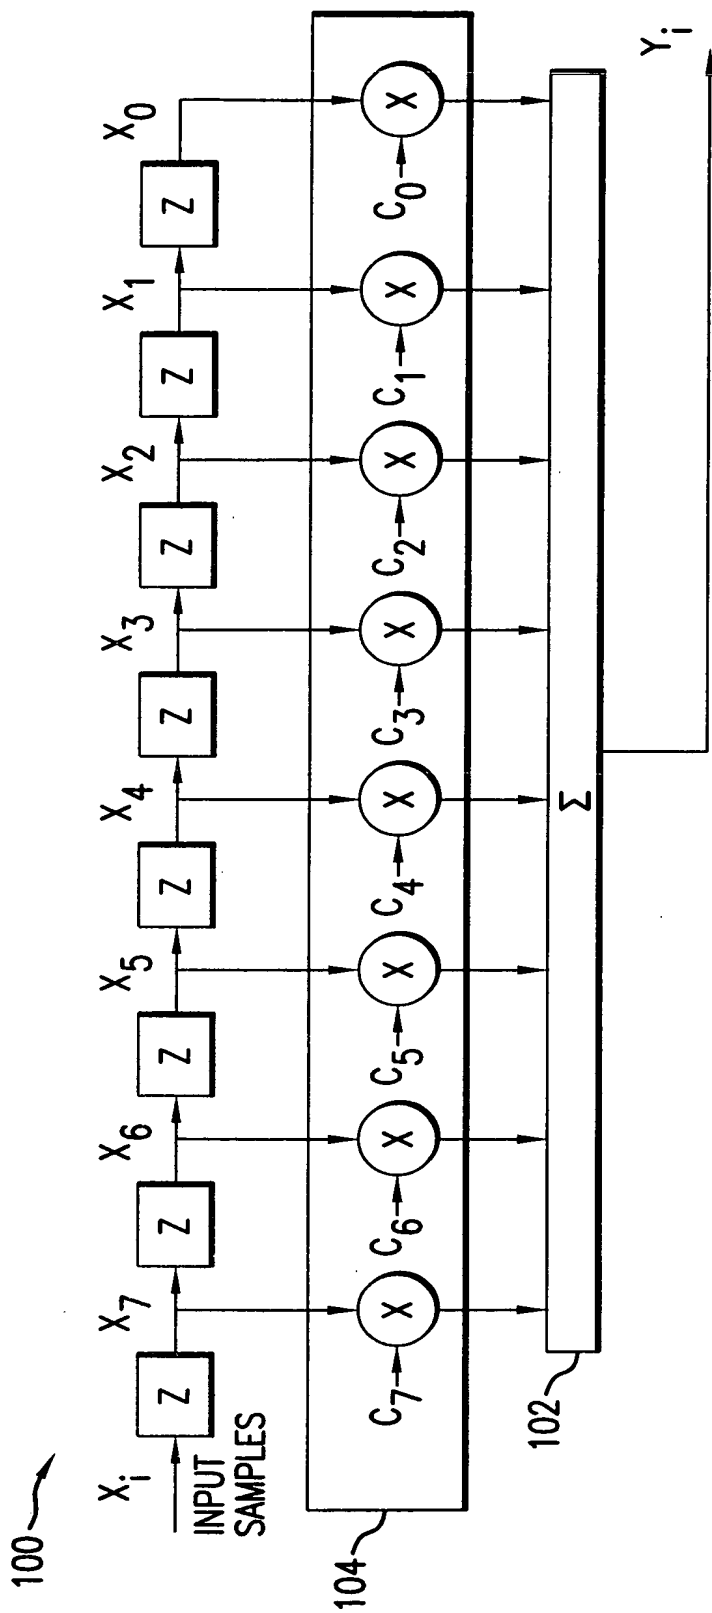 100
X_i
X_7
X_6
X_5
X_4
X_3
X_2
X_1
X_0
INPUT
SAMPLES
Z
Z
Z
Z
Z
Z
Z
Z
104
C_7
C_6
C_5
C_4
C_3
C_2
C_1
C_0
X
X
X
X
X
X
X
X
102
Σ
Y_i